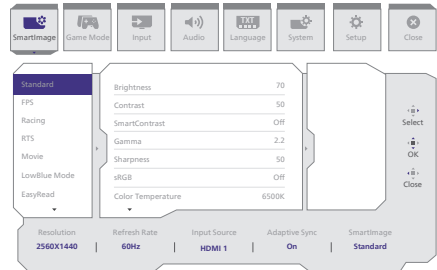 TXT
SmartImage Game Mode Input Audio Language System Setup Close
Standard
FPS
Racing
RTS
Movie
LowBlue Mode
EasyRead
Brightness 70
Contrast 50
SmartContrast Off
Gamma 2.2
Sharpness 50
sRGB Off
Color Temperature 6500K
Select
OK
Close
Resolution Refresh Rate Input Source Adaptive Sync SmartImage
2560X1440 | 60Hz | HDMI 1 | On | Standard